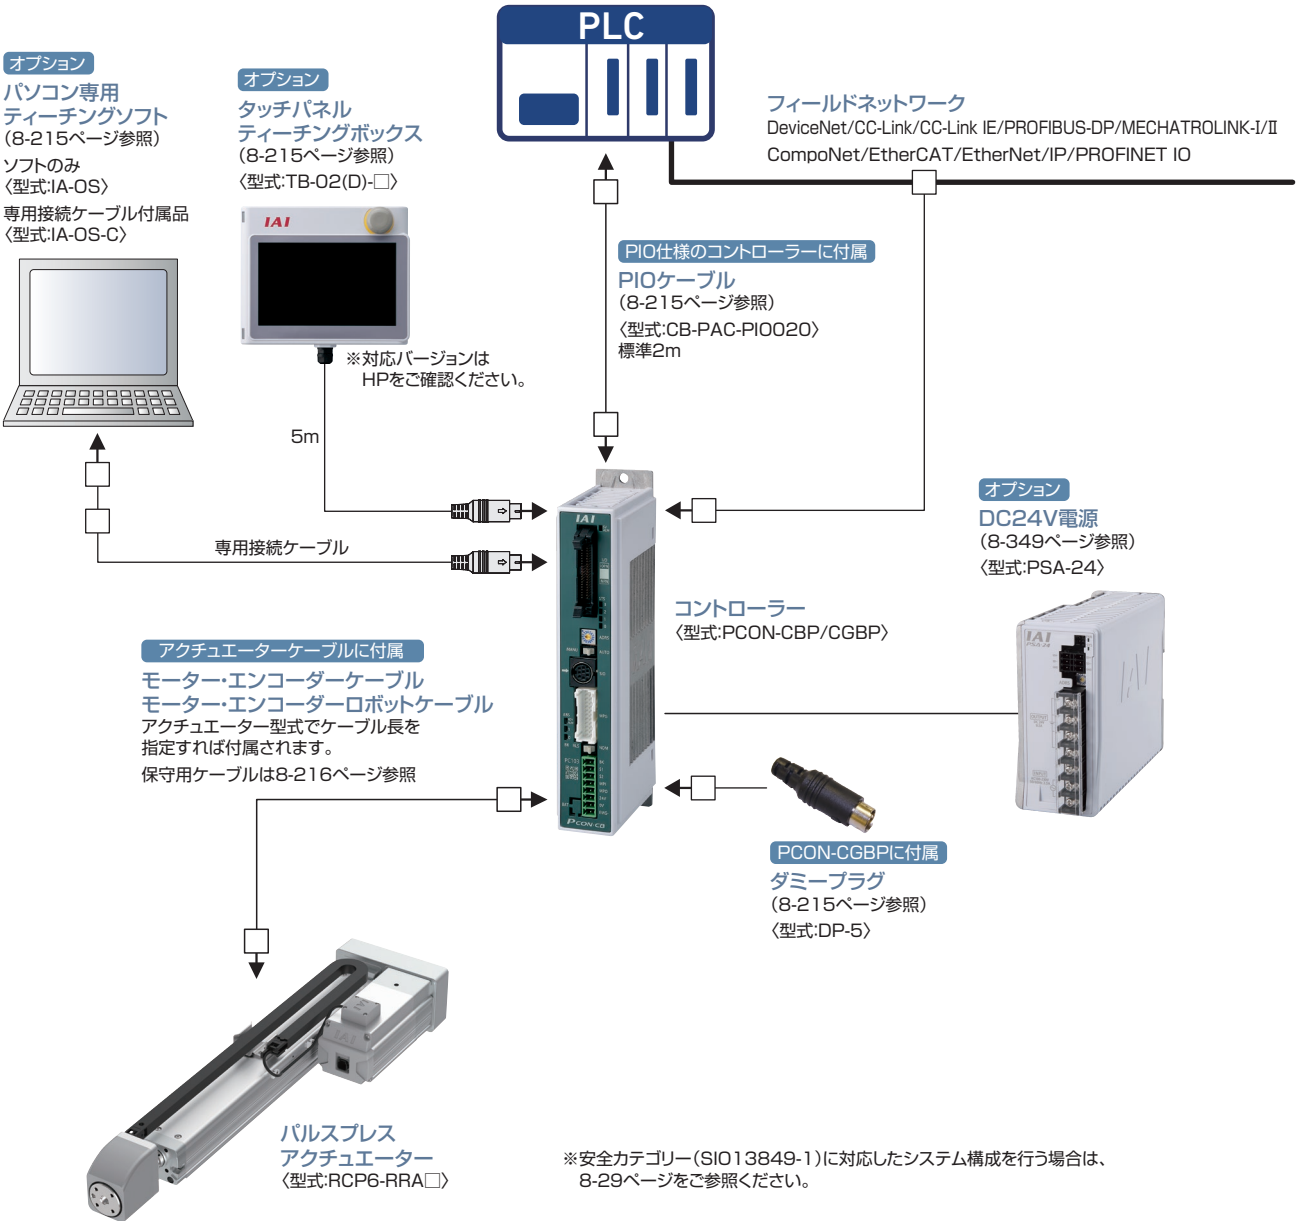 PLC
オプション
パソコン専用
ティーチングソフト
（8-215ページ参照）
ソフトのみ
〈型式:IA-OS〉
専用接続ケーブル付属品
〈型式:IA-OS-C〉
オプション
タッチパネル
ティーチングボックス
（8-215ページ参照）
〈型式:TB-02(D)-□〉
IAI
※対応バージョンは
HPをご確認ください。
5m
専用接続ケーブル
フィールドネットワーク
DeviceNet/CC-Link/CC-Link IE/PROFIBUS-DP/MECHATROLINK-I/II
CompoNet/EtherCAT/EtherNet/IP/PROFINET IO
PIO仕様のコントローラーに付属
PIOケーブル
（8-215ページ参照）
〈型式:CB-PAC-PIO020〉
標準2m
IAI
PCON-CB
コントローラー
〈型式:PCON-CBP/CGBP〉
オプション
DC24V電源
（8-349ページ参照）
〈型式:PSA-24〉
IAI
PSA-24
アクチュエーターケーブルに付属
モーター・エンコーダーケーブル
モーター・エンコーダーロボットケーブル
アクチュエーター型式でケーブル長を
指定すれば付属されます。
保守用ケーブルは8-216ページ参照
PCON-CGBPに付属
ダミープラグ
（8-215ページ参照）
〈型式:DP-5〉
IAI
パルスプレス
アクチュエーター
〈型式:RCP6-RRA□〉
※安全カテゴリー（SIO13849-1）に対応したシステム構成を行う場合は、
8-29ページをご参照ください。